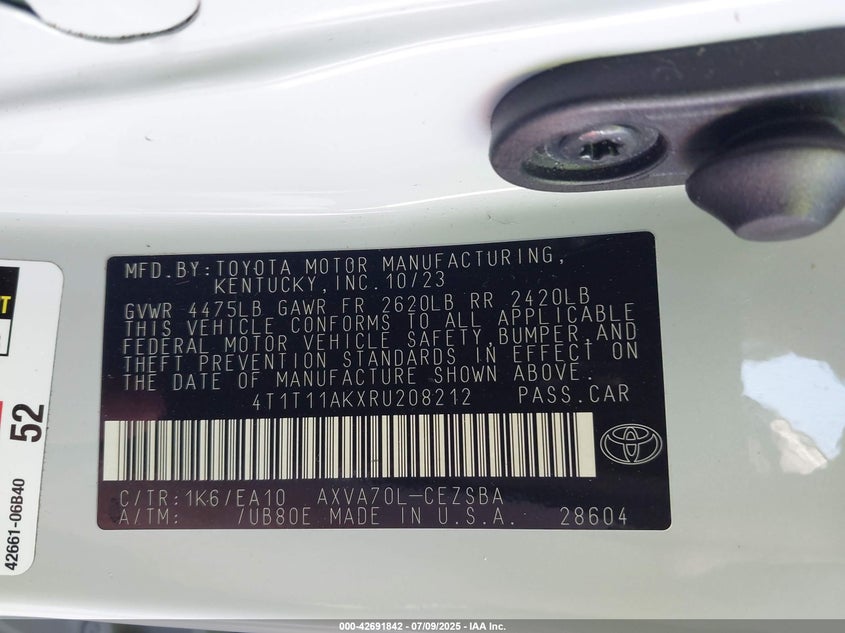 MFD.BY:TOYOTA MOTOR MANUFACTURING,
KENTUCKY,INC.10/23
GVWR 4475LB GAWR FR 2620LB RR 2420LB
THIS VEHICLE CONFORMS TO ALL APPLICABLE
FEDERAL MOTOR VEHICLE SAFETY,BUMPER,AND
THEFT PREVENTION STANDARDS IN EFFECT ON
THE DATE OF MANUFACTURE SHOWN ABOVE.
4T1T11AKXRU208212 PASS.CAR
C/TR:1K6/EA10 AXVA70L-CEZSBA
A/TM: /UB80E MADE IN U.S.A. 28604
52
42661-06B40
000-42691842 - 07/09/2025 - IAA Inc.